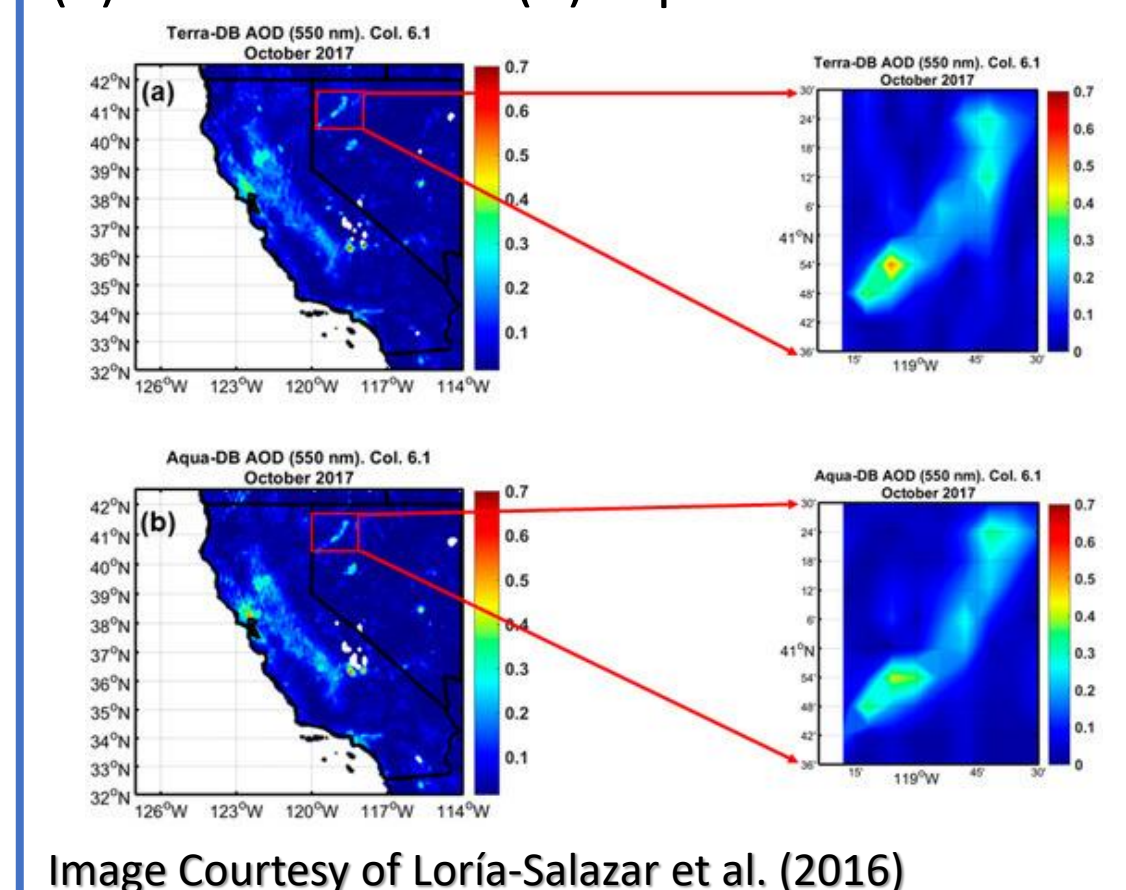 Terra-DB AOD (550 nm). Col. 6.1
October 2017
(a)
42°N
41°N
40°N
39°N
38°N
37°N
36°N
35°N
34°N
33°N
32°N
126°W 123°W 120°W 117°W 114°W
0.7
0.6
0.5
0.4
0.3
0.2
0.1
Terra-DB AOD (550 nm). Col. 6.1
October 2017
30'
24'
18'
12'
6'
41°N
54'
48'
42'
36'
15' 119°W 45' 30'
0.7
0.6
0.5
0.4
0.3
0.2
0.1
0
Aqua-DB AOD (550 nm). Col. 6.1
October 2017
(b)
42°N
41°N
40°N
39°N
38°N
37°N
36°N
35°N
34°N
33°N
32°N
126°W 123°W 120°W 117°W 114°W
0.7
0.6
0.5
0.4
0.3
0.2
0.1
Aqua-DB AOD (550 nm). Col. 6.1
October 2017
30'
24'
18'
12'
6'
41°N
54'
48'
42'
36'
15' 119°W 45' 30'
0.7
0.6
0.5
0.4
0.3
0.2
0.1
0
Image Courtesy of Loría-Salazar et al. (2016)